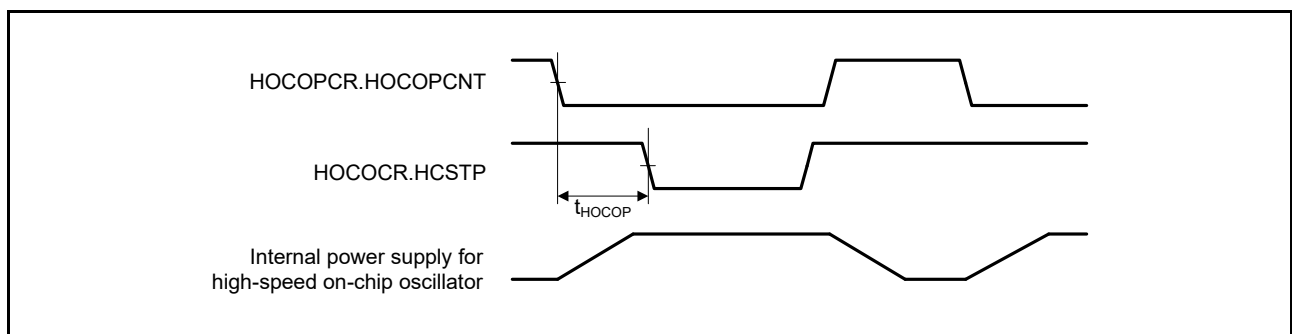 HOCOPCR.HOCOPCNT
HOCOCR.HCSTP
tHOCOP
Internal power supply for
high-speed on-chip oscillator